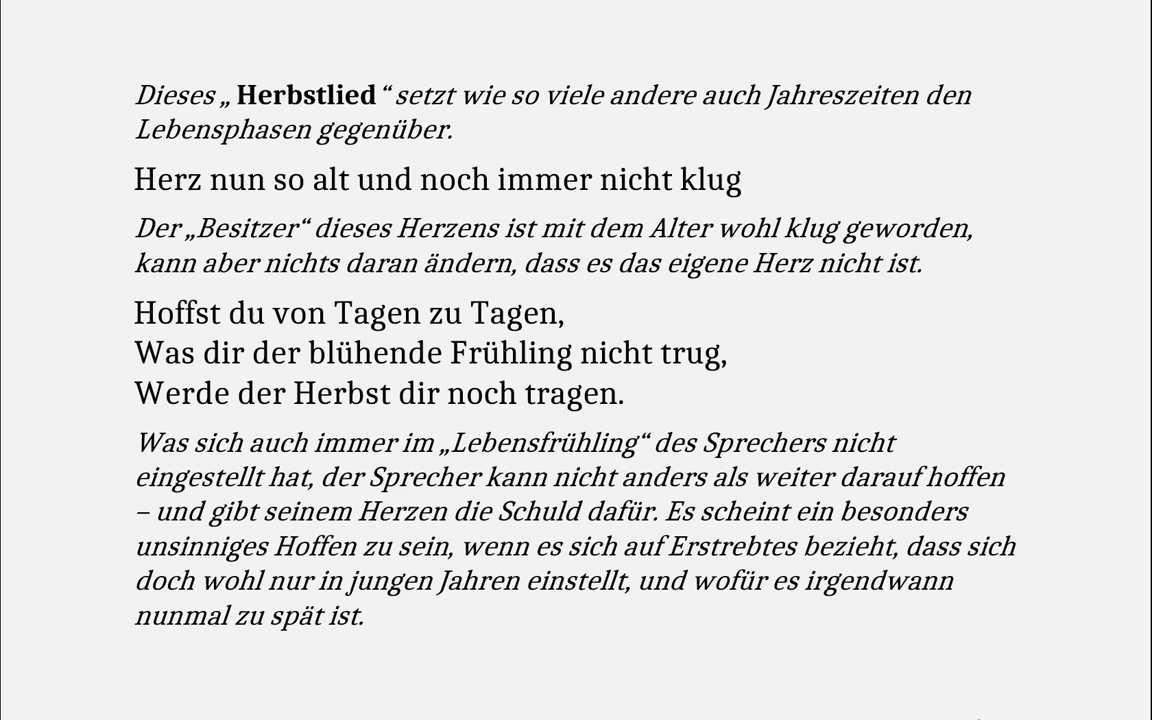 Dieses „ Herbstlied “ setzt wie so viele andere auch Jahreszeiten den
Lebensphasen gegenüber.
Herz nun so alt und noch immer nicht klug
Der „Besitzer“ dieses Herzens ist mit dem Alter wohl klug geworden,
kann aber nichts daran ändern, dass es das eigene Herz nicht ist.
Hoffst du von Tagen zu Tagen,
Was dir der blühende Frühling nicht trug,
Werde der Herbst dir noch tragen.
Was sich auch immer im „Lebensfrühling“ des Sprechers nicht
eingestellt hat, der Sprecher kann nicht anders als weiter darauf hoffen
– und gibt seinem Herzen die Schuld dafür. Es scheint ein besonders
unsinniges Hoffen zu sein, wenn es sich auf Erstrebtes bezieht, dass sich
doch wohl nur in jungen Jahren einstellt, und wofür es irgendwann
nunmal zu spät ist.